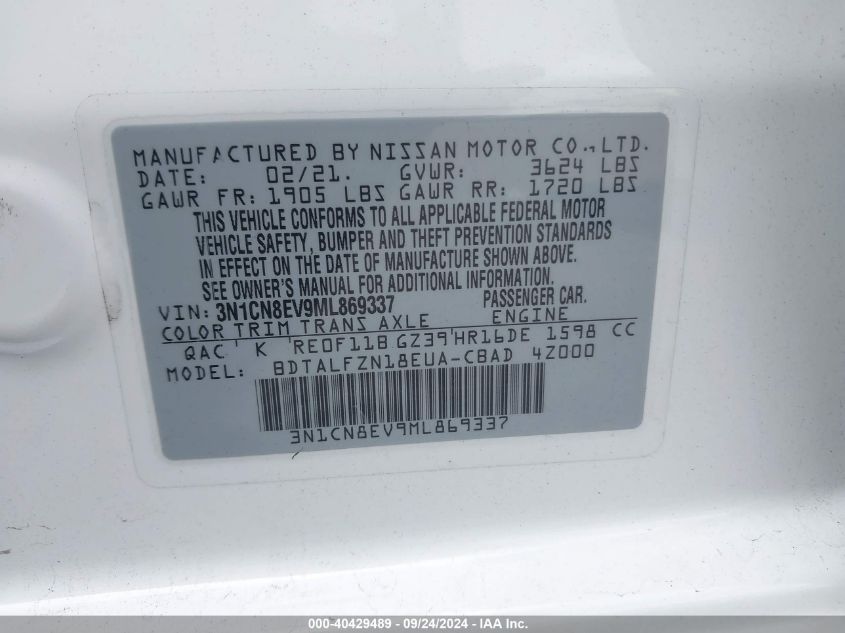 MANUFACTURED BY NISSAN MOTOR CO.,LTD.
DATE: 02/21. GVWR: 3624 LBS
GAWR FR: 1905 LBS GAWR RR: 1720 LBS
THIS VEHICLE CONFORMS TO ALL APPLICABLE FEDERAL MOTOR
VEHICLE SAFETY, BUMPER AND THEFT PREVENTION STANDARDS
IN EFFECT ON THE DATE OF MANUFACTURE SHOWN ABOVE.
SEE OWNER'S MANUAL FOR ADDITIONAL INFORMATION.
VIN: 3N1CN8EV9ML869337 PASSENGER CAR.
COLOR TRIM TRANS AXLE ENGINE
QAC' K 'RE0F11B GZ39'HR16DE 1598 CC
MODEL: BDTALFZN18EUA-CBAD 4Z000
3N1CN8EV9ML869337
000-40429489 - 09/24/2024 - IAA Inc.